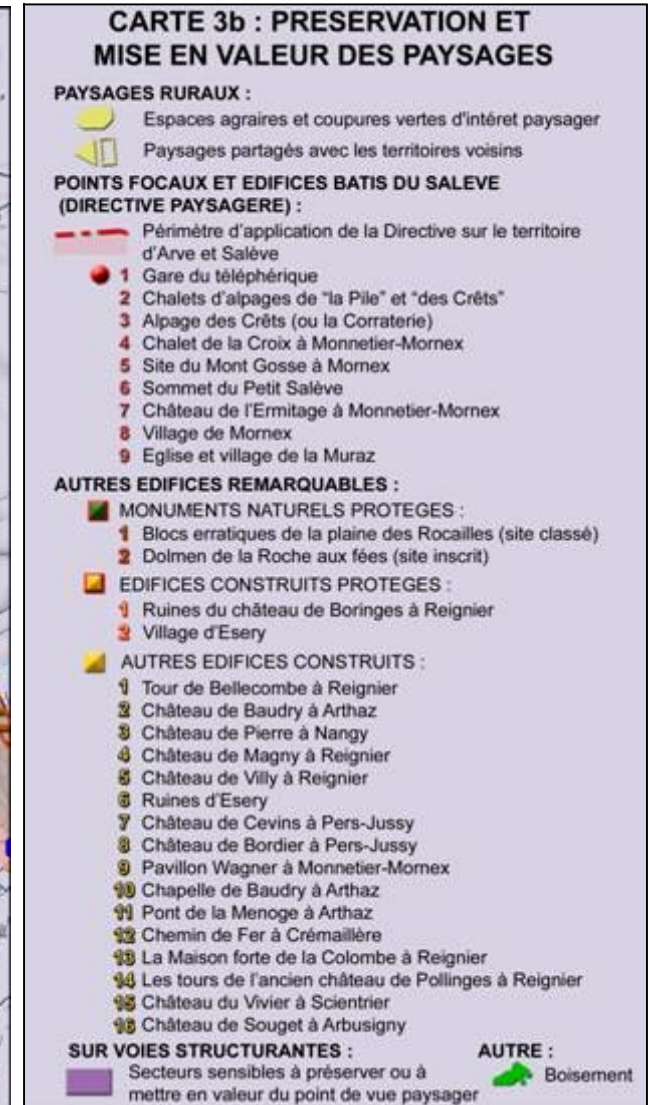 CARTE 3b : PRESERVATION ET
MISE EN VALEUR DES PAYSAGES
PAYSAGES RURAUX :
Espaces agraires et coupures vertes d'intéret paysager
Paysages partagés avec les territoires voisins
POINTS FOCAUX ET EDIFICES BATIS DU SALEVE
(DIRECTIVE PAYSAGERE) :
Périmètre d'application de la Directive sur le territoire
d'Arve et Salève
1 Gare du téléphérique
2 Chalets d'alpages de "la Pile" et "des Crêts"
3 Alpage des Crêts (ou la Corraterie)
4 Chalet de la Croix à Monnetier-Mornex
5 Site du Mont Gosse à Mornex
6 Sommet du Petit Salève
7 Château de l'Ermitage à Monnetier-Mornex
8 Village de Mornex
9 Eglise et village de la Muraz
AUTRES EDIFICES REMARQUABLES :
MONUMENTS NATURELS PROTEGES :
1 Blocs erratiques de la plaine des Rocailles (site classé)
2 Dolmen de la Roche aux fées (site inscrit)
EDIFICES CONSTRUITS PROTEGES :
1 Ruines du château de Boringes à Reignier
2 Village d'Esery
AUTRES EDIFICES CONSTRUITS :
1 Tour de Bellecombe à Reignier
2 Château de Baudry à Arthaz
3 Château de Pierre à Nangy
4 Château de Magny à Reignier
5 Château de Villy à Reignier
6 Ruines d'Esery
7 Château de Cevins à Pers-Jussy
8 Château de Bordier à Pers-Jussy
9 Pavillon Wagner à Monnetier-Mornex
10 Chapelle de Baudry à Arthaz
11 Pont de la Menoge à Arthaz
12 Chemin de Fer à Crémaillère
13 La Maison forte de la Colombe à Reignier
14 Les tours de l'ancien château de Pollinges à Reignier
15 Château du Vivier à Scientrier
16 Château de Souget à Arbusigny
SUR VOIES STRUCTURANTES :
Secteurs sensibles à préserver ou à
mettre en valeur du point de vue paysager
AUTRE :
Boisement